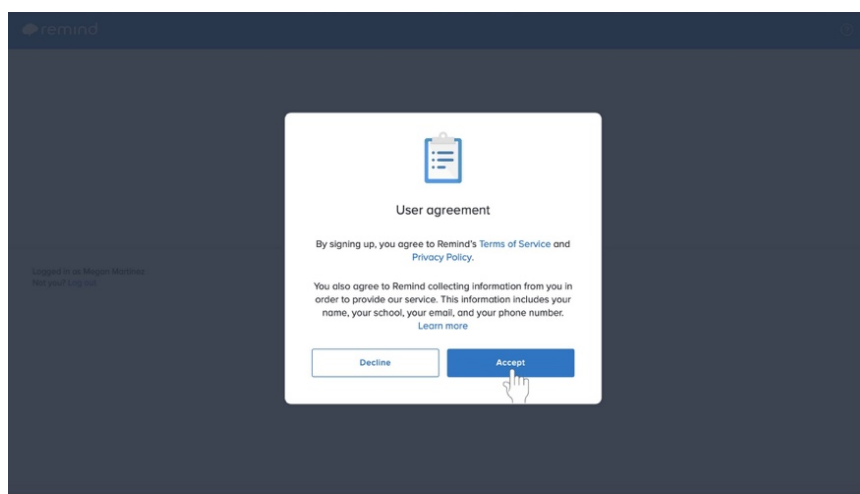 remind
User agreement
By signing up, you agree to Remind's Terms of Service and
Privacy Policy.
You also agree to Remind collecting information from you in
order to provide our service. This information includes your
name, your school, your email, and your phone number.
Learn more
Logged in as Megan Martinez
Not you? Log out
Decline
Accept